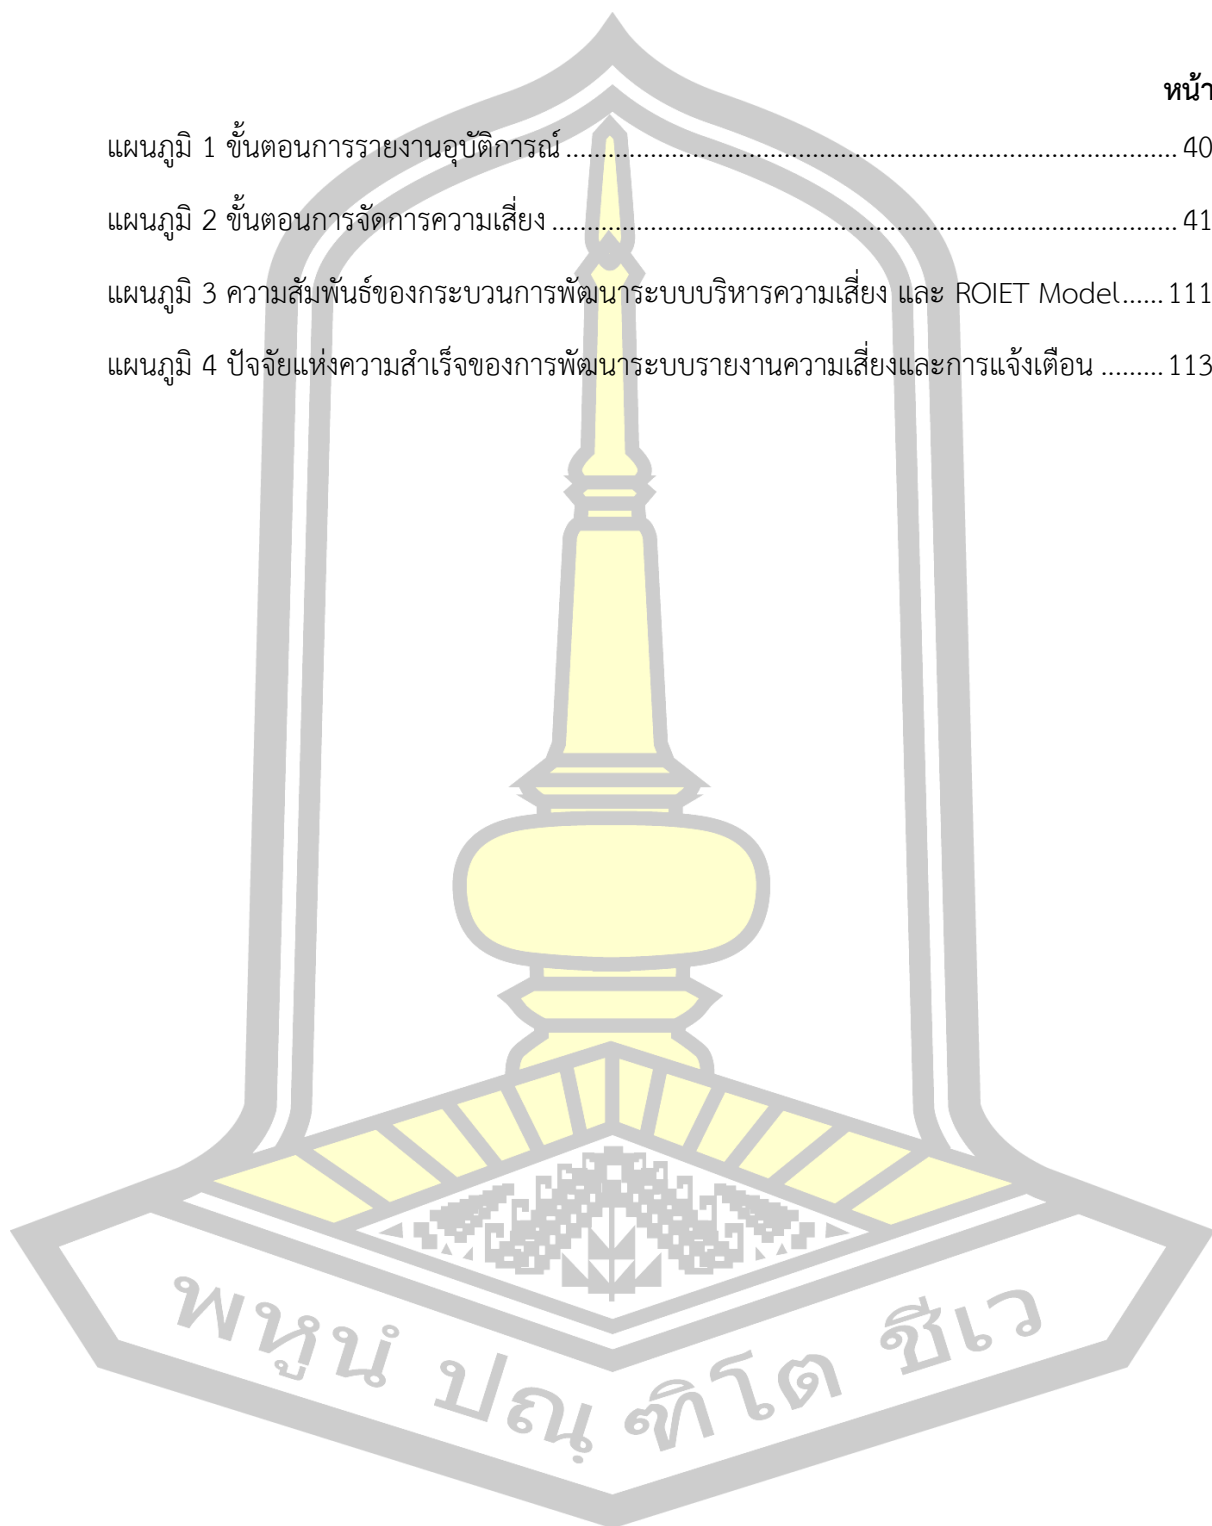 หน้า
แผนภูมิ 1 ขั้นตอนการรายงานอุบัติการณ์ ........................................................................................... 40
แผนภูมิ 2 ขั้นตอนการจัดการความเสี่ยง ............................................................................................. 41
แผนภูมิ 3 ความสัมพันธ์ของกระบวนการพัฒนาระบบบริหารความเสี่ยง และ ROIET Model...... 111
แผนภูมิ 4 ปัจจัยแห่งความสำเร็จของการพัฒนาระบบรายงานความเสี่ยงและการแจ้งเตือน ......... 113
พหูนํ ปณฺฑิโต ชีเว